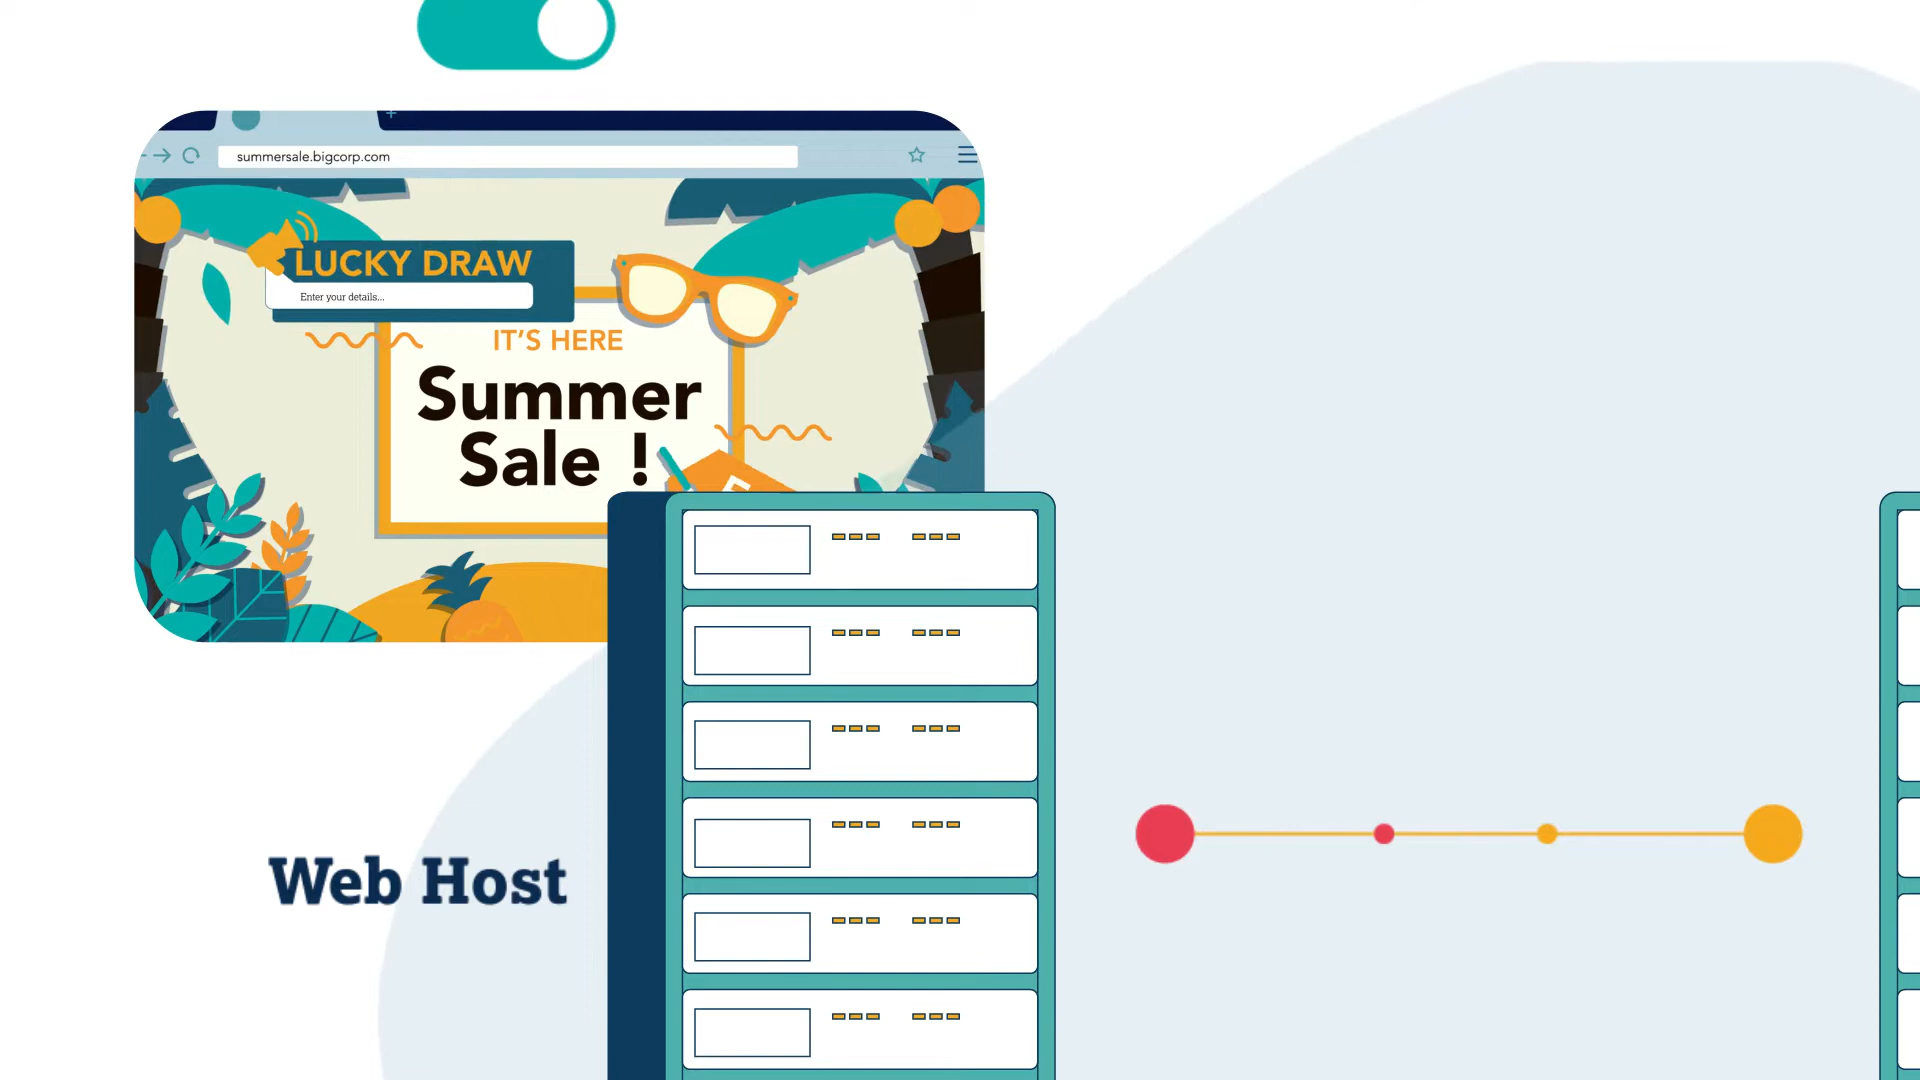 summersale.bigcorp.com
LUCKY DRAW
Enter your details...
IT'S HERE
Summer
Sale !
Web Host